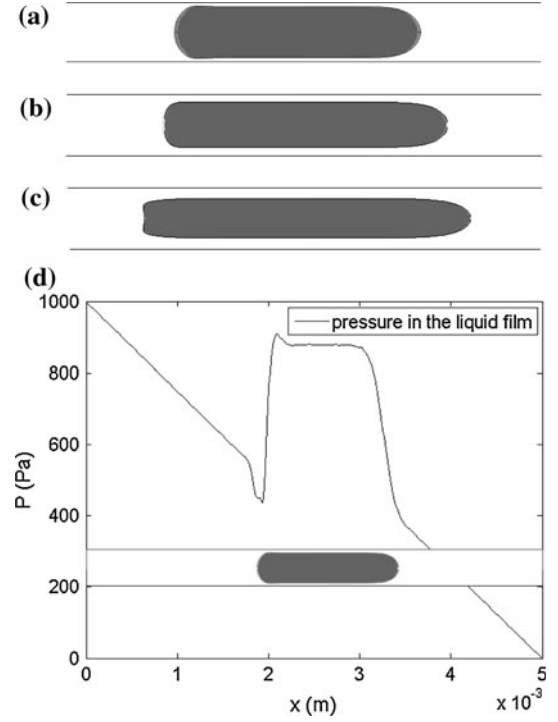 (a)
(b)
(c)
(d)
1000
pressure in the liquid film
800
600
P (Pa)
400
200
0
0 1 2 3 4 5
x (m)
x 10⁻³